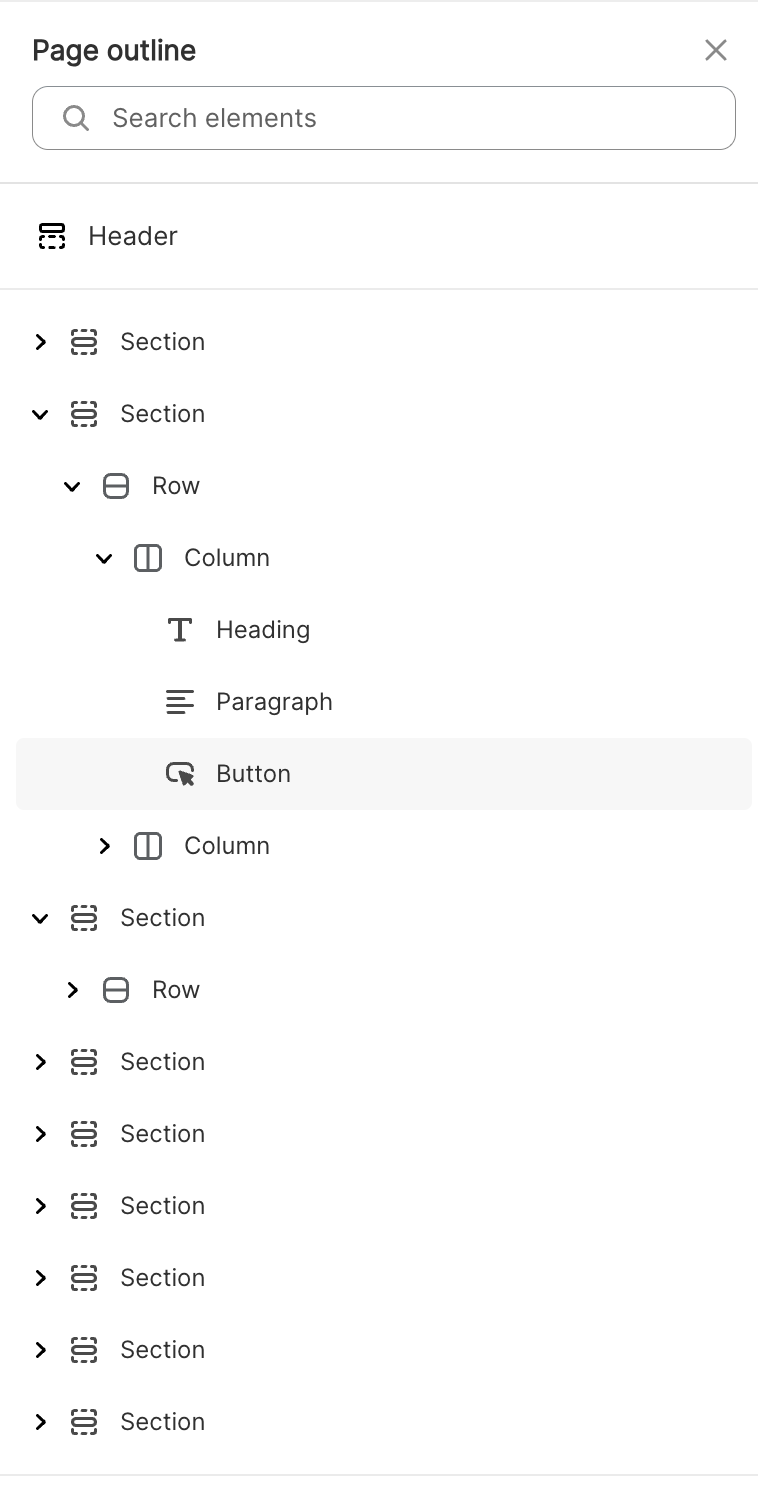 Page outline
Search elements
Header
Section
Section
Row
Column
Heading
Paragraph
Button
Column
Section
Row
Section
Section
Section
Section
Section
Section